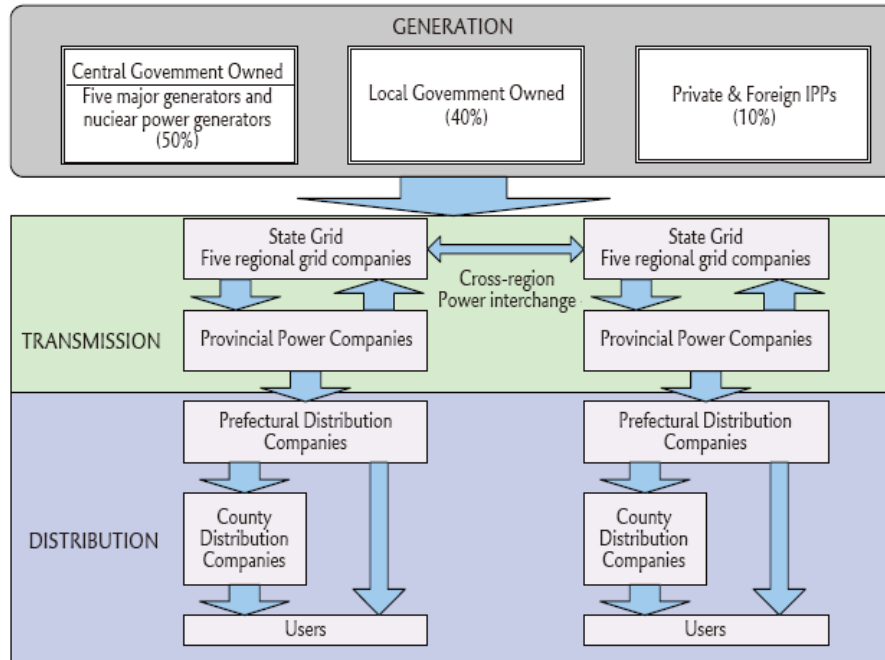 GENERATION
Central Government Owned
Five major generators and
nuclear power generators
(50%)
Local Government Owned
(40%)
Private & Foreign IPPs
(10%)
TRANSMISSION
State Grid
Five regional grid companies
Cross-region
Power interchange
State Grid
Five regional grid companies
Provincial Power Companies
Provincial Power Companies
DISTRIBUTION
Prefectural Distribution
Companies
Prefectural Distribution
Companies
County
Distribution
Companies
County
Distribution
Companies
Users
Users